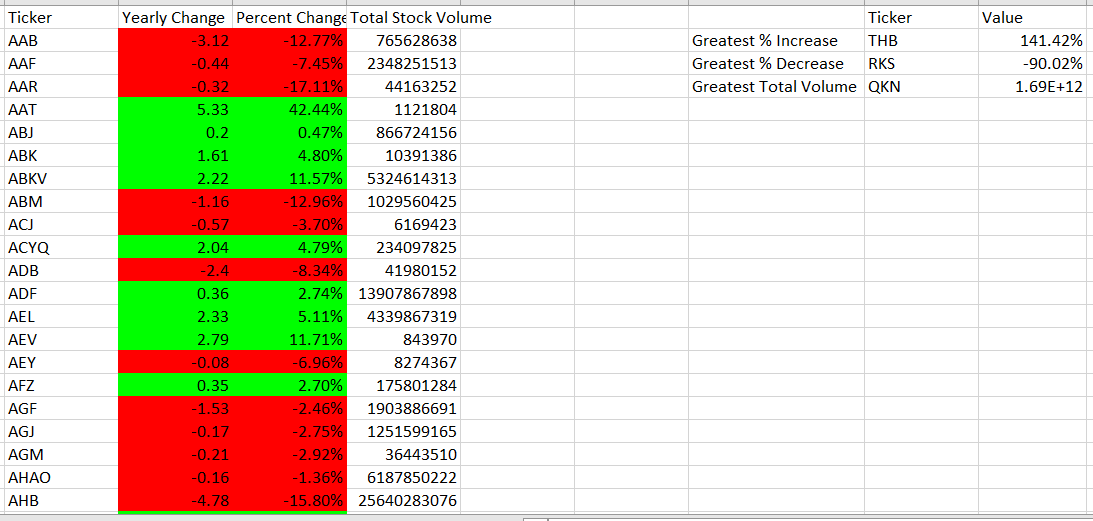 Ticker Yearly Change Percent Change Total Stock Volume Ticker Value
AAB -3.12 -12.77% 765628638 Greatest % Increase THB 141.42%
AAF -0.44 -7.45% 2348251513 Greatest % Decrease RKS -90.02%
AAR -0.32 -17.11% 44163252 Greatest Total Volume QKN 1.69E+12
AAT 5.33 42.44% 1121804
ABJ 0.2 0.47% 866724156
ABK 1.61 4.80% 10391386
ABKV 2.22 11.57% 5324614313
ABM -1.16 -12.96% 1029560425
ACJ -0.57 -3.70% 6169423
ACYQ 2.04 4.79% 234097825
ADB -2.4 -8.34% 41980152
ADF 0.36 2.74% 13907867898
AEL 2.33 5.11% 4339867319
AEV 2.79 11.71% 843970
AEY -0.08 -6.96% 8274367
AFZ 0.35 2.70% 175801284
AGF -1.53 -2.46% 1903886691
AGJ -0.17 -2.75% 1251599165
AGM -0.21 -2.92% 36443510
AHAO -0.16 -1.36% 6187850222
AHB -4.78 -15.80% 25640283076